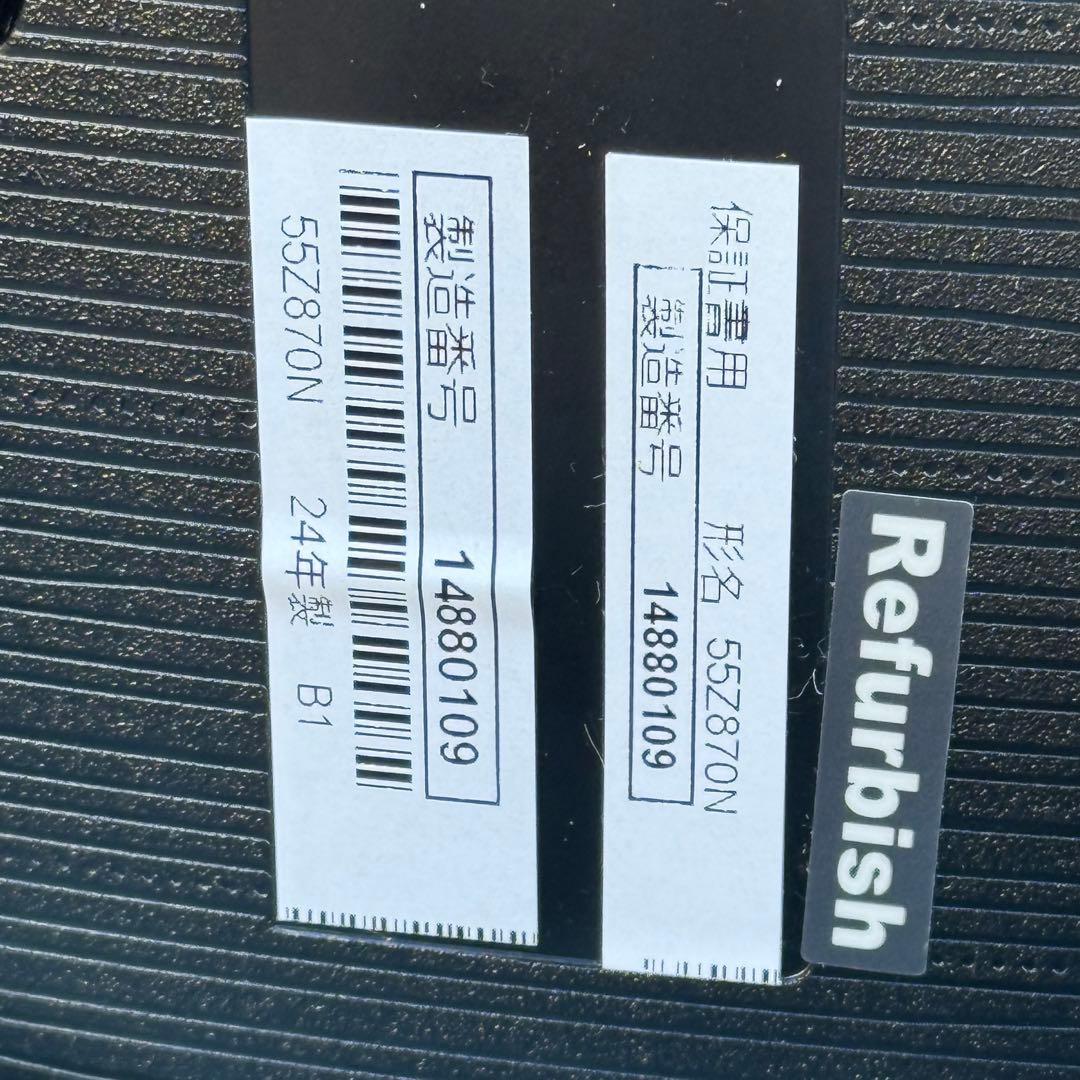 保証書用 形名 55Z870N
製造番号 14880109
製造番号 14880109
55Z870N 24年製 B1
Refurbish